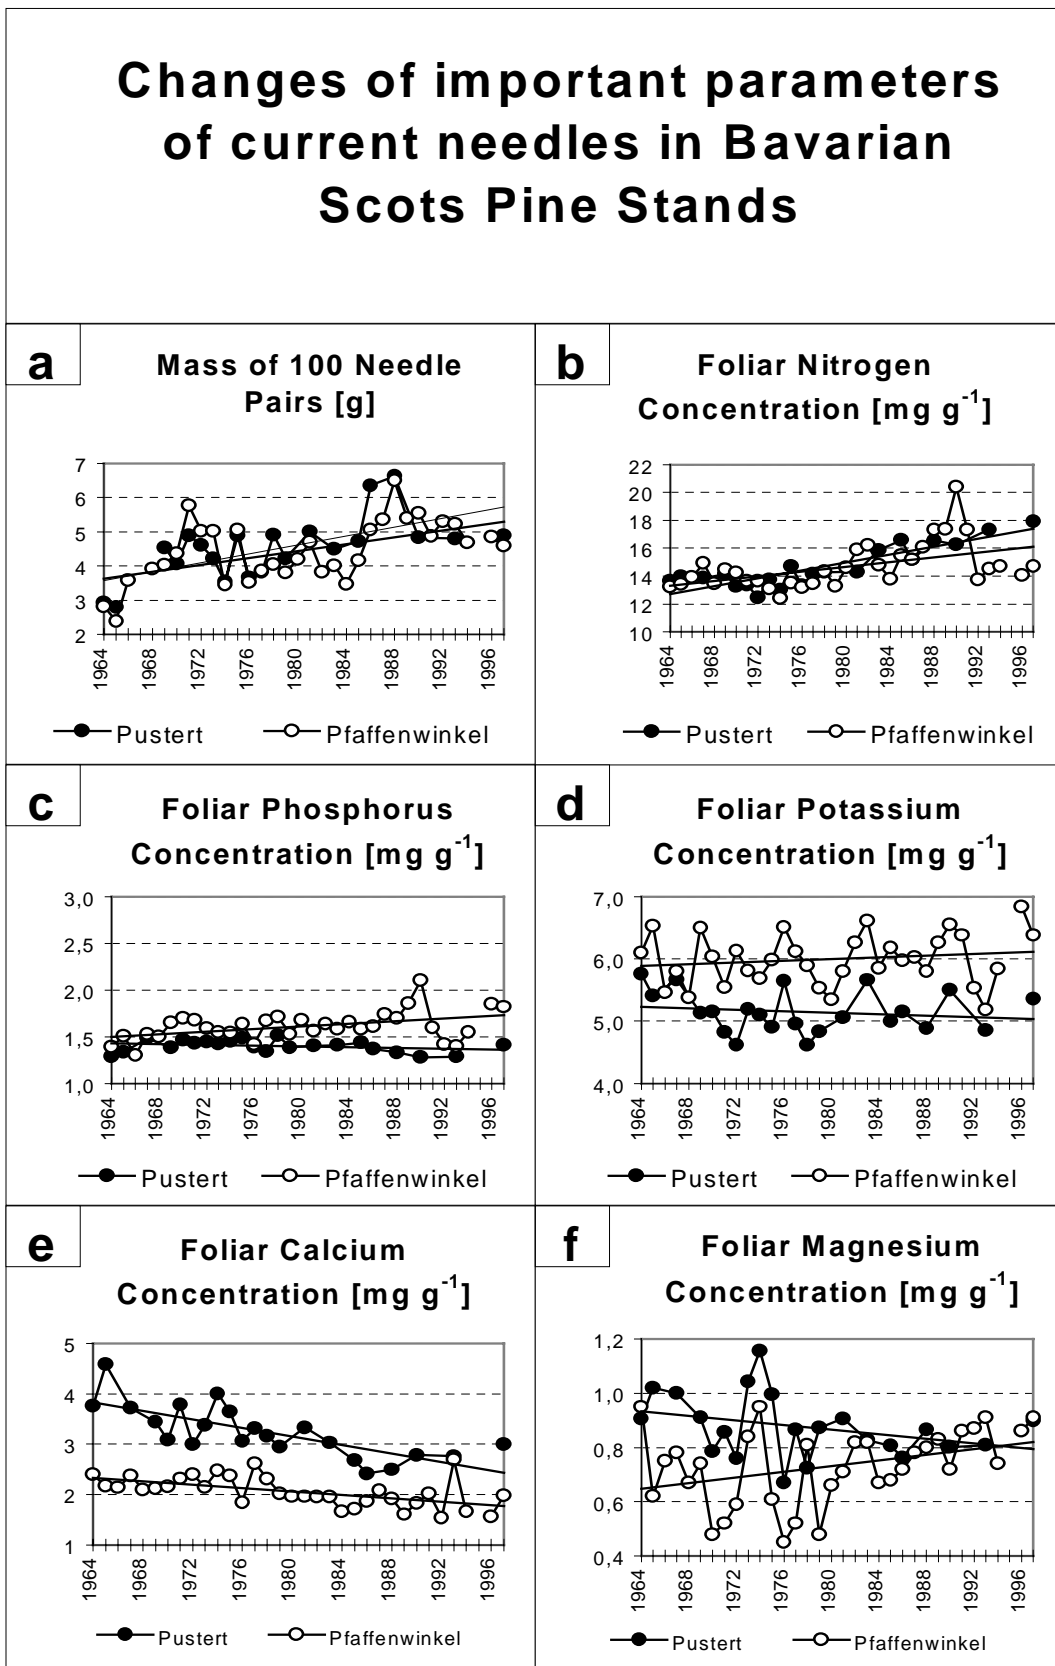 Changes of important parameters
of current needles in Bavarian
Scots Pine Stands
a
Mass of 100 Needle
Pairs [g]
7
6
5
4
3
2
1964
1968
1972
1976
1980
1984
1988
1992
1996
Pustert
Pfaffenwinkel
b
Foliar Nitrogen
Concentration [mg g⁻¹]
22
20
18
16
14
12
10
1964
1968
1972
1976
1980
1984
1988
1992
1996
Pustert
Pfaffenwinkel
c
Foliar Phosphorus
Concentration [mg g⁻¹]
3,0
2,5
2,0
1,5
1,0
1964
1968
1972
1976
1980
1984
1988
1992
1996
Pustert
Pfaffenwinkel
d
Foliar Potassium
Concentration [mg g⁻¹]
7,0
6,0
5,0
4,0
1964
1968
1972
1976
1980
1984
1988
1992
1996
Pustert
Pfaffenwinkel
e
Foliar Calcium
Concentration [mg g⁻¹]
5
4
3
2
1
1964
1968
1972
1976
1980
1984
1988
1992
1996
Pustert
Pfaffenwinkel
f
Foliar Magnesium
Concentration [mg g⁻¹]
1,2
1,0
0,8
0,6
0,4
1964
1968
1972
1976
1980
1984
1988
1992
1996
Pustert
Pfaffenwinkel